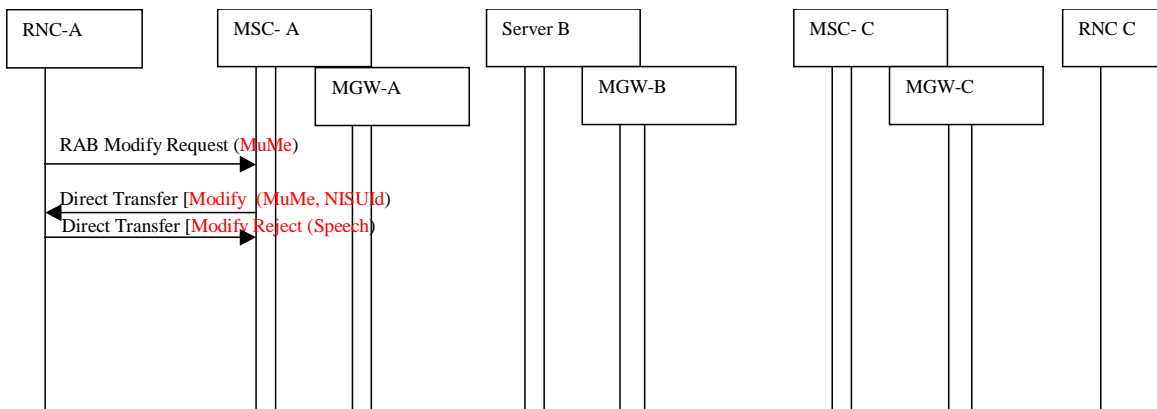 RNC-A
MSC- A
Server B
MSC- C
RNC C
MGW-A
MGW-B
MGW-C
RAB Modify Request (MuMe)
Direct Transfer [Modify  (MuMe, NISUId)
Direct Transfer [Modify Reject (Speech)